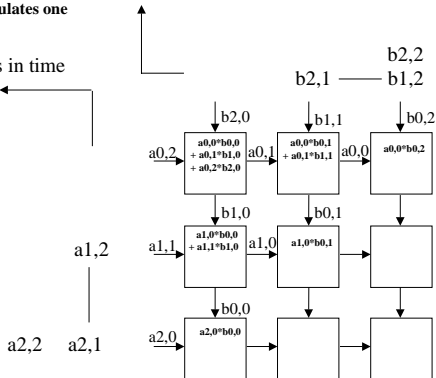 ulates one
s in time
b2,2
b2,1 b1,2
b2,0 b1,1 b0,2
a0,2
a0,0*b0,0
+ a0,1*b1,0
+ a0,2*b2,0
a0,1
a0,0*b0,1
+ a0,1*b1,1
a0,0
a0,0*b0,2
b1,0 b0,1
a1,2
a1,1
a1,0*b0,0
+ a1,1*b1,0
a1,0
a1,0*b0,1
b0,0
a2,2 a2,1 a2,0
a2,0*b0,0